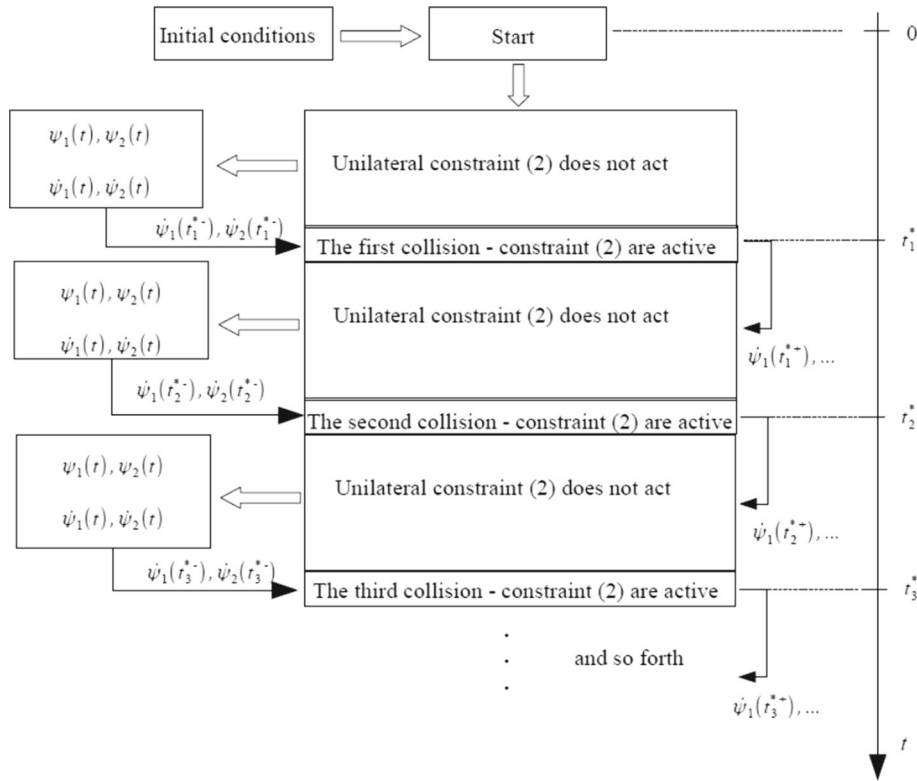 Initial conditions
Start
0
ψ₁(t), ψ₂(t)
ψ̇₁(t), ψ̇₂(t)
Unilateral constraint (2) does not act
ψ̇₁(t₁*⁻), ψ̇₂(t₁*⁻)
The first collision - constraint (2) are active
t₁*
ψ₁(t), ψ₂(t)
ψ̇₁(t), ψ̇₂(t)
Unilateral constraint (2) does not act
ψ̇₁(t₁*⁺), ...
ψ̇₁(t₂*⁻), ψ̇₂(t₂*⁻)
The second collision - constraint (2) are active
t₂*
ψ₁(t), ψ₂(t)
ψ̇₁(t), ψ̇₂(t)
Unilateral constraint (2) does not act
ψ̇₁(t₂*⁺), ...
ψ̇₁(t₃*⁻), ψ̇₂(t₃*⁻)
The third collision - constraint (2) are active
t₃*
. . .
and so forth
ψ̇₁(t₃*⁺), ...
t